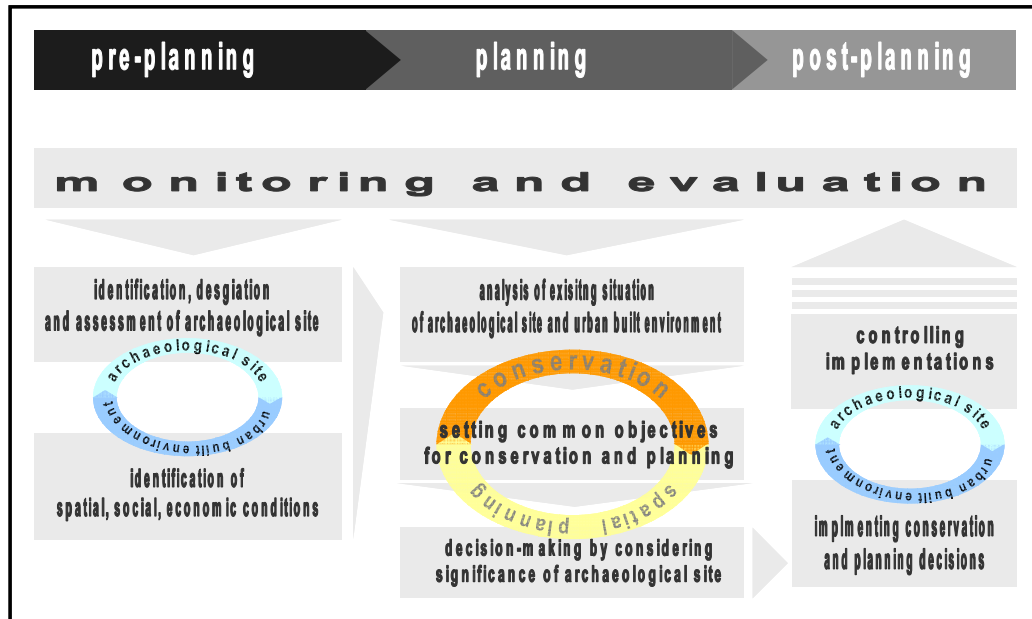 pre-planning
planning
post-planning
monitoring and evaluation
identification, desgiation
and assessment of archaeological site
archaeological site
urban built environment
identification of
spatial, social, economic conditions
analysis of exisitng situation
of archaeological site and urban built environment
conservation
setting common objectives
for conservation and planning
spatial planning
decision-making by considering
significance of archaeological site
controlling
implementations
archaeological site
urban built environment
implmenting conservation
and planning decisions